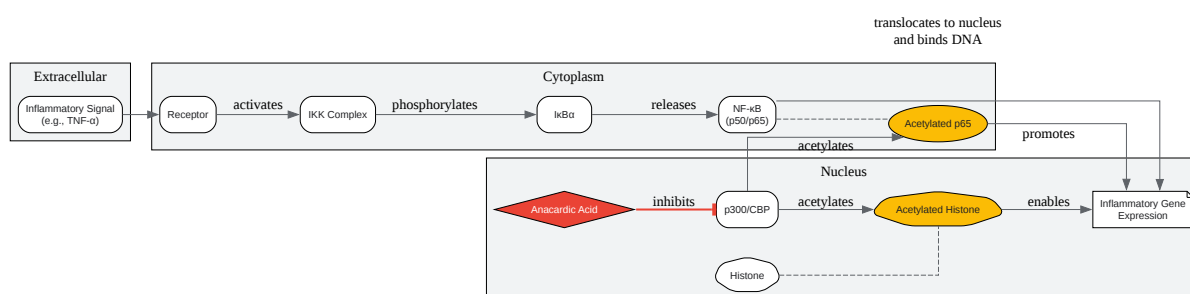 translocates to nucleus
and binds DNA
Extracellular
Cytoplasm
Inflammatory Signal
(e.g., TNF-α)
Receptor
activates
IKK Complex
phosphorylates
IκBα
releases
NF-κB
(p50/p65)
Acetylated p65
promotes
acetylates
Nucleus
Anacardic Acid
inhibits
p300/CBP
acetylates
Acetylated Histone
enables
Inflammatory Gene
Expression
Histone